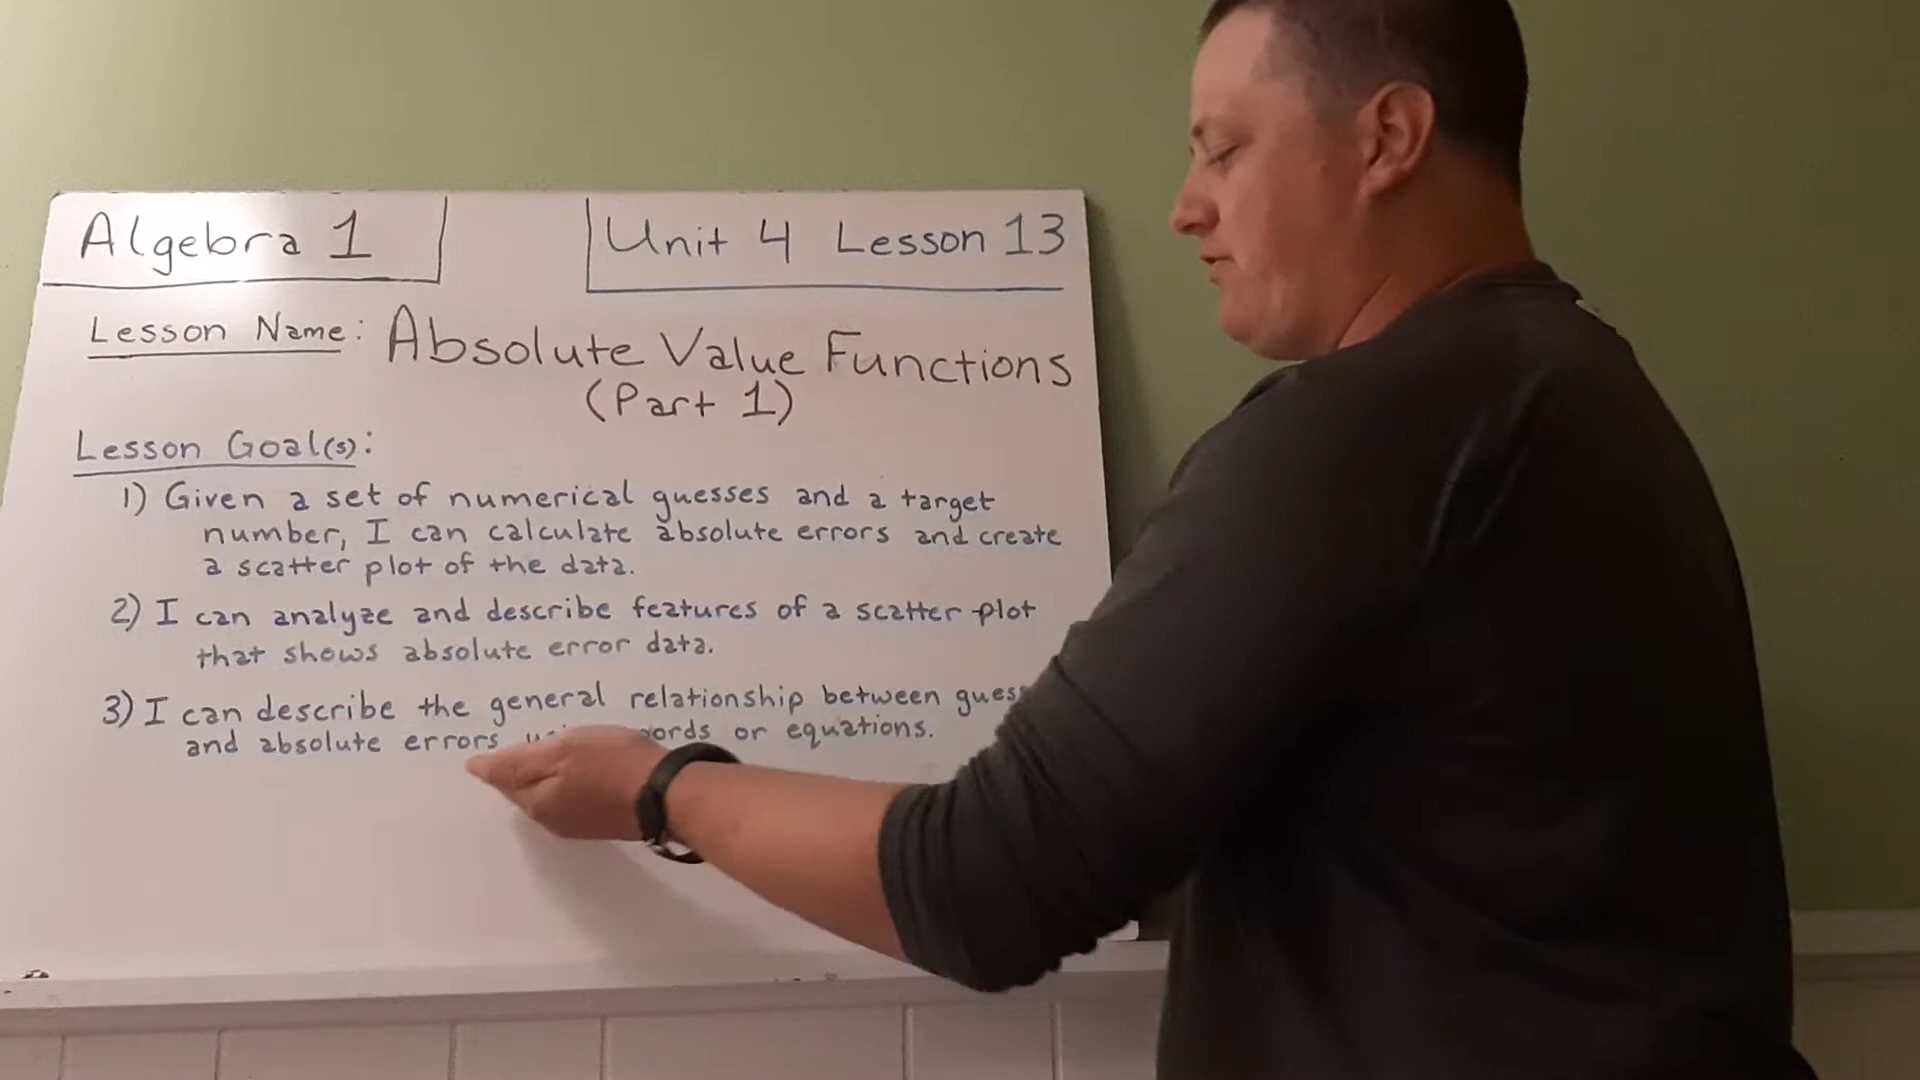 Algebra 1
Unit 4 Lesson 13
Lesson Name: Absolute Value Functions
(Part 1)
Lesson Goal(s):
1) Given a set of numerical guesses and a target
number, I can calculate absolute errors and create
a scatter plot of the data.
2) I can analyze and describe features of a scatter plot
that shows absolute error data.
3) I can describe the general relationship between
and absolute errors or equations.